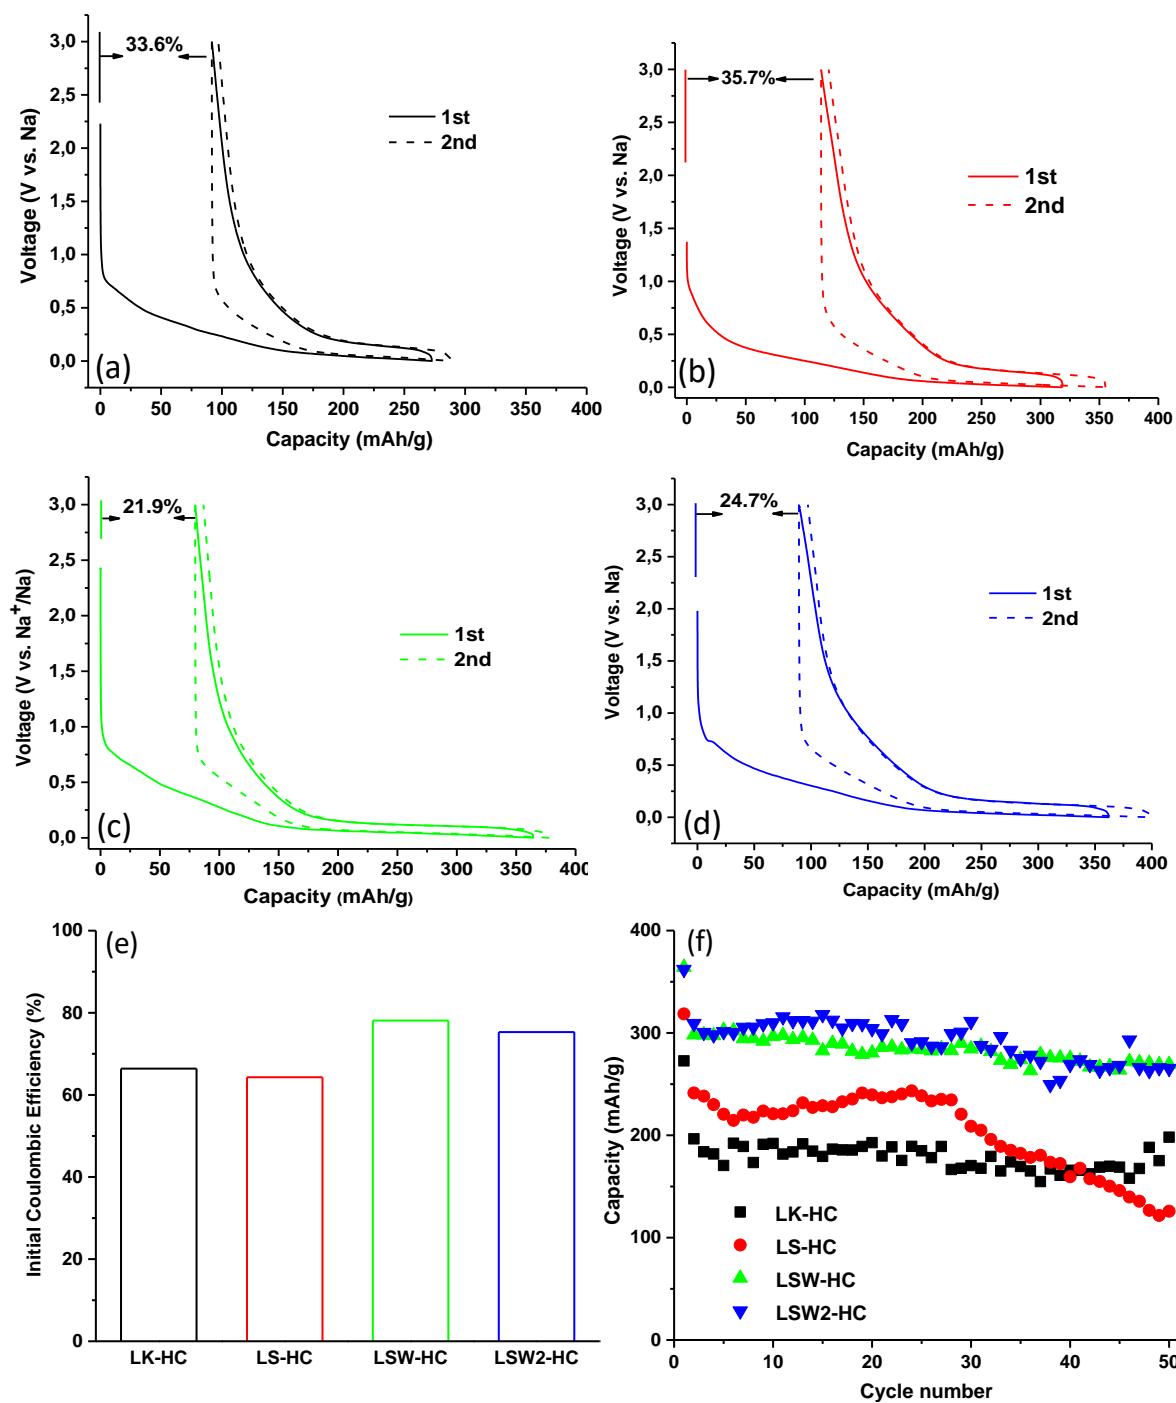 33.6%
3,0
2,5
2,0
1,5
1,0
0,5
0,0
Voltage (V vs. Na)
1st
2nd
(a)
0 50 100 150 200 250 300 350 400
Capacity (mAh/g)
35.7%
3,0
2,5
2,0
1,5
1,0
0,5
0,0
Voltage (V vs. Na)
1st
2nd
(b)
0 50 100 150 200 250 300 350 400
Capacity (mAh/g)
21.9%
3,0
2,5
2,0
1,5
1,0
0,5
0,0
Voltage (V vs. Na+/Na)
1st
2nd
(c)
0 50 100 150 200 250 300 350 400
Capacity (mAh/g)
24.7%
3,0
2,5
2,0
1,5
1,0
0,5
0,0
Voltage (V vs. Na)
1st
2nd
(d)
0 50 100 150 200 250 300 350 400
Capacity (mAh/g)
(e)
100
80
60
40
20
0
Initial Coulombic Efficiency (%)
LK-HC LS-HC LSW-HC LSW2-HC
(f)
400
300
200
100
0
Capacity (mAh/g)
LK-HC
LS-HC
LSW-HC
LSW2-HC
0 10 20 30 40 50
Cycle number